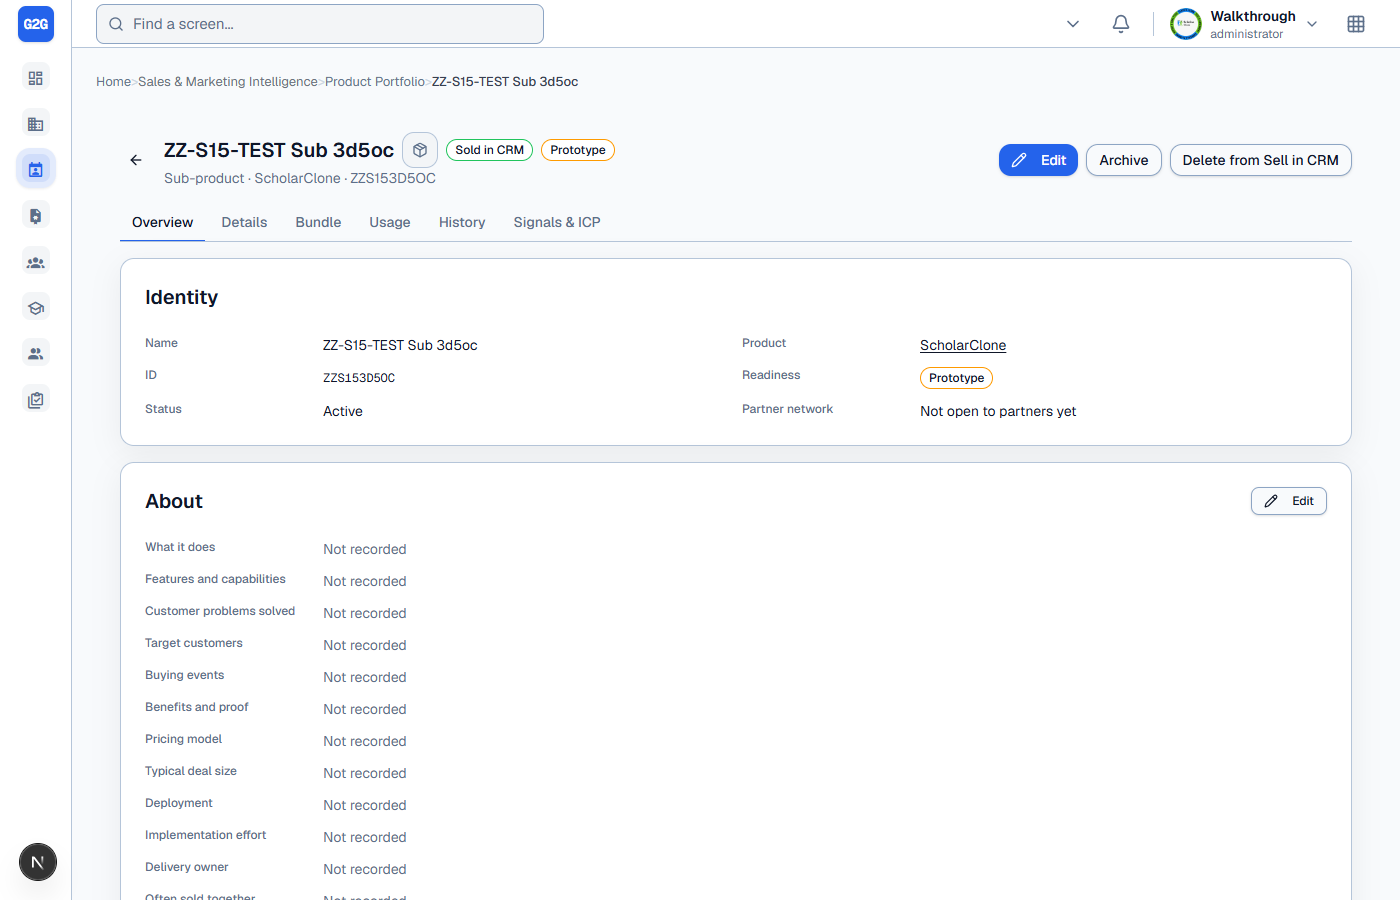 G2G
Find a screen...
Walkthrough
administrator
Home>Sales & Marketing Intelligence>Product Portfolio>ZZ-S15-TEST Sub 3d5oc
ZZ-S15-TEST Sub 3d5oc
Sold in CRM
Prototype
Sub-product · ScholarClone · ZZS153D5OC
Edit
Archive
Delete from Sell in CRM
Overview
Details
Bundle
Usage
History
Signals & ICP
Identity
Name
ZZ-S15-TEST Sub 3d5oc
Product
ScholarClone
ID
ZZS153D5OC
Readiness
Prototype
Status
Active
Partner network
Not open to partners yet
About
Edit
What it does
Not recorded
Features and capabilities
Not recorded
Customer problems solved
Not recorded
Target customers
Not recorded
Buying events
Not recorded
Benefits and proof
Not recorded
Pricing model
Not recorded
Typical deal size
Not recorded
Deployment
Not recorded
Implementation effort
Not recorded
Delivery owner
Not recorded
Often sold together
Not recorded
N